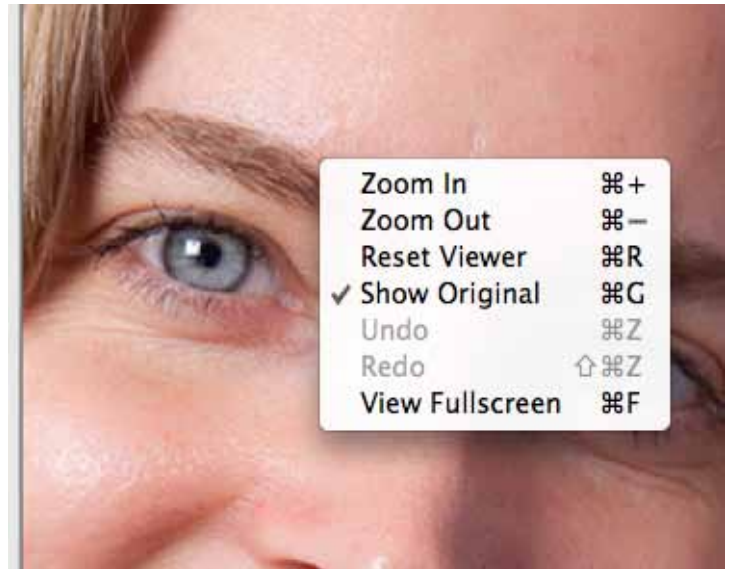 Zoom In ⌘+
Zoom Out ⌘−
Reset Viewer ⌘R
✓ Show Original ⌘G
Undo ⌘Z
Redo ⇧⌘Z
View Fullscreen ⌘F